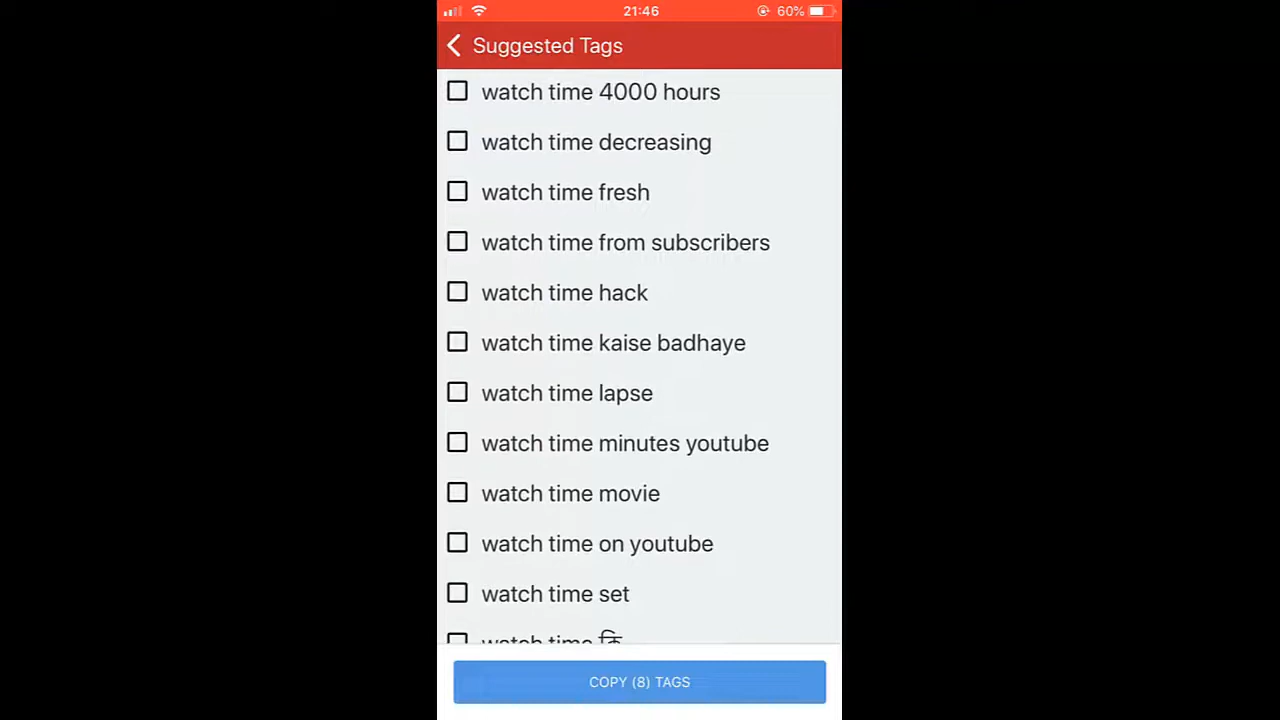 21:46 60%
Suggested Tags
watch time 4000 hours
watch time decreasing
watch time fresh
watch time from subscribers
watch time hack
watch time kaise badhaye
watch time lapse
watch time minutes youtube
watch time movie
watch time on youtube
watch time set
watch time
COPY (8) TAGS